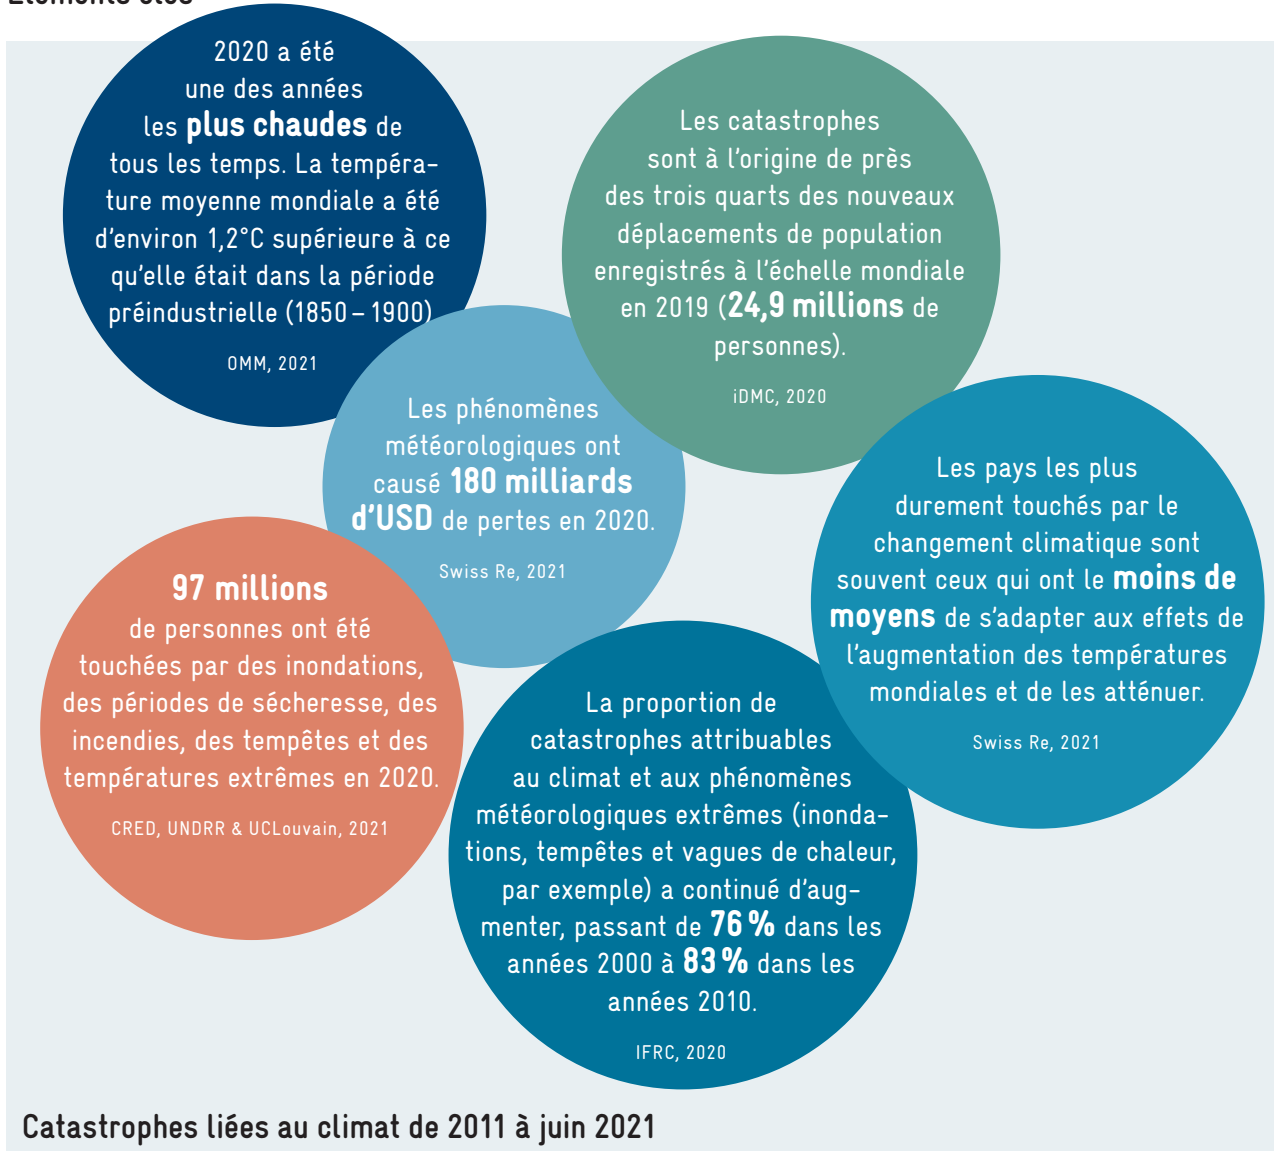 Éléments clés
2020 a été
une des années
les plus chaudes de
tous les temps. La tempéra-
ture moyenne mondiale a été
d'environ 1,2°C supérieure à ce
qu'elle était dans la période
préindustrielle (1850 – 1900)
OMM, 2021
Les catastrophes
sont à l'origine de près
des trois quarts des nouveaux
déplacements de population
enregistrés à l'échelle mondiale
en 2019 (24,9 millions de
personnes).
iDMC, 2020
Les phénomènes
météorologiques ont
causé 180 milliards
d'USD de pertes en 2020.
Swiss Re, 2021
Les pays les plus
durement touchés par le
changement climatique sont
souvent ceux qui ont le moins de
moyens de s'adapter aux effets de
l'augmentation des températures
mondiales et de les atténuer.
Swiss Re, 2021
97 millions
de personnes ont été
touchées par des inondations,
des périodes de sécheresse, des
incendies, des tempêtes et des
températures extrêmes en 2020.
CRED, UNDRR & UCLouvain, 2021
La proportion de
catastrophes attribuables
au climat et aux phénomènes
météorologiques extrêmes (inonda-
tions, tempêtes et vagues de chaleur,
par exemple) a continué d'aug-
menter, passant de 76 % dans les
années 2000 à 83 % dans les
années 2010.
IFRC, 2020
Catastrophes liées au climat de 2011 à juin 2021